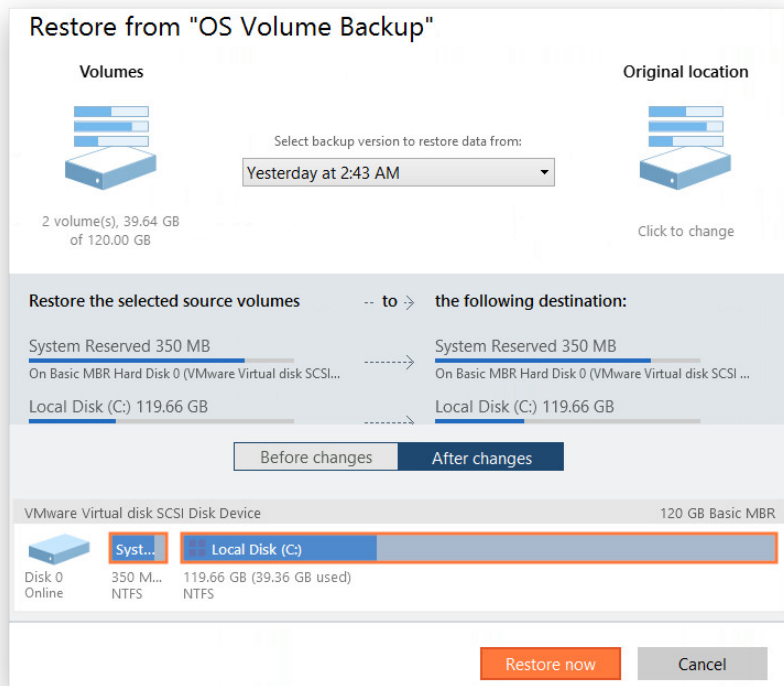 Restore from "OS Volume Backup"
Volumes
Original location
Select backup version to restore data from:
Yesterday at 2:43 AM
2 volume(s), 39.64 GB
of 120.00 GB
Click to change
Restore the selected source volumes -- to -> the following destination:
System Reserved 350 MB
On Basic MBR Hard Disk 0 (VMware Virtual disk SCSI...
System Reserved 350 MB
On Basic MBR Hard Disk 0 (VMware Virtual disk SCSI ...
Local Disk (C:) 119.66 GB
Local Disk (C:) 119.66 GB
Before changes
After changes
VMware Virtual disk SCSI Disk Device
120 GB Basic MBR
Disk 0
Online
Syst...
350 M...
NTFS
Local Disk (C:)
119.66 GB (39.36 GB used)
NTFS
Restore now
Cancel